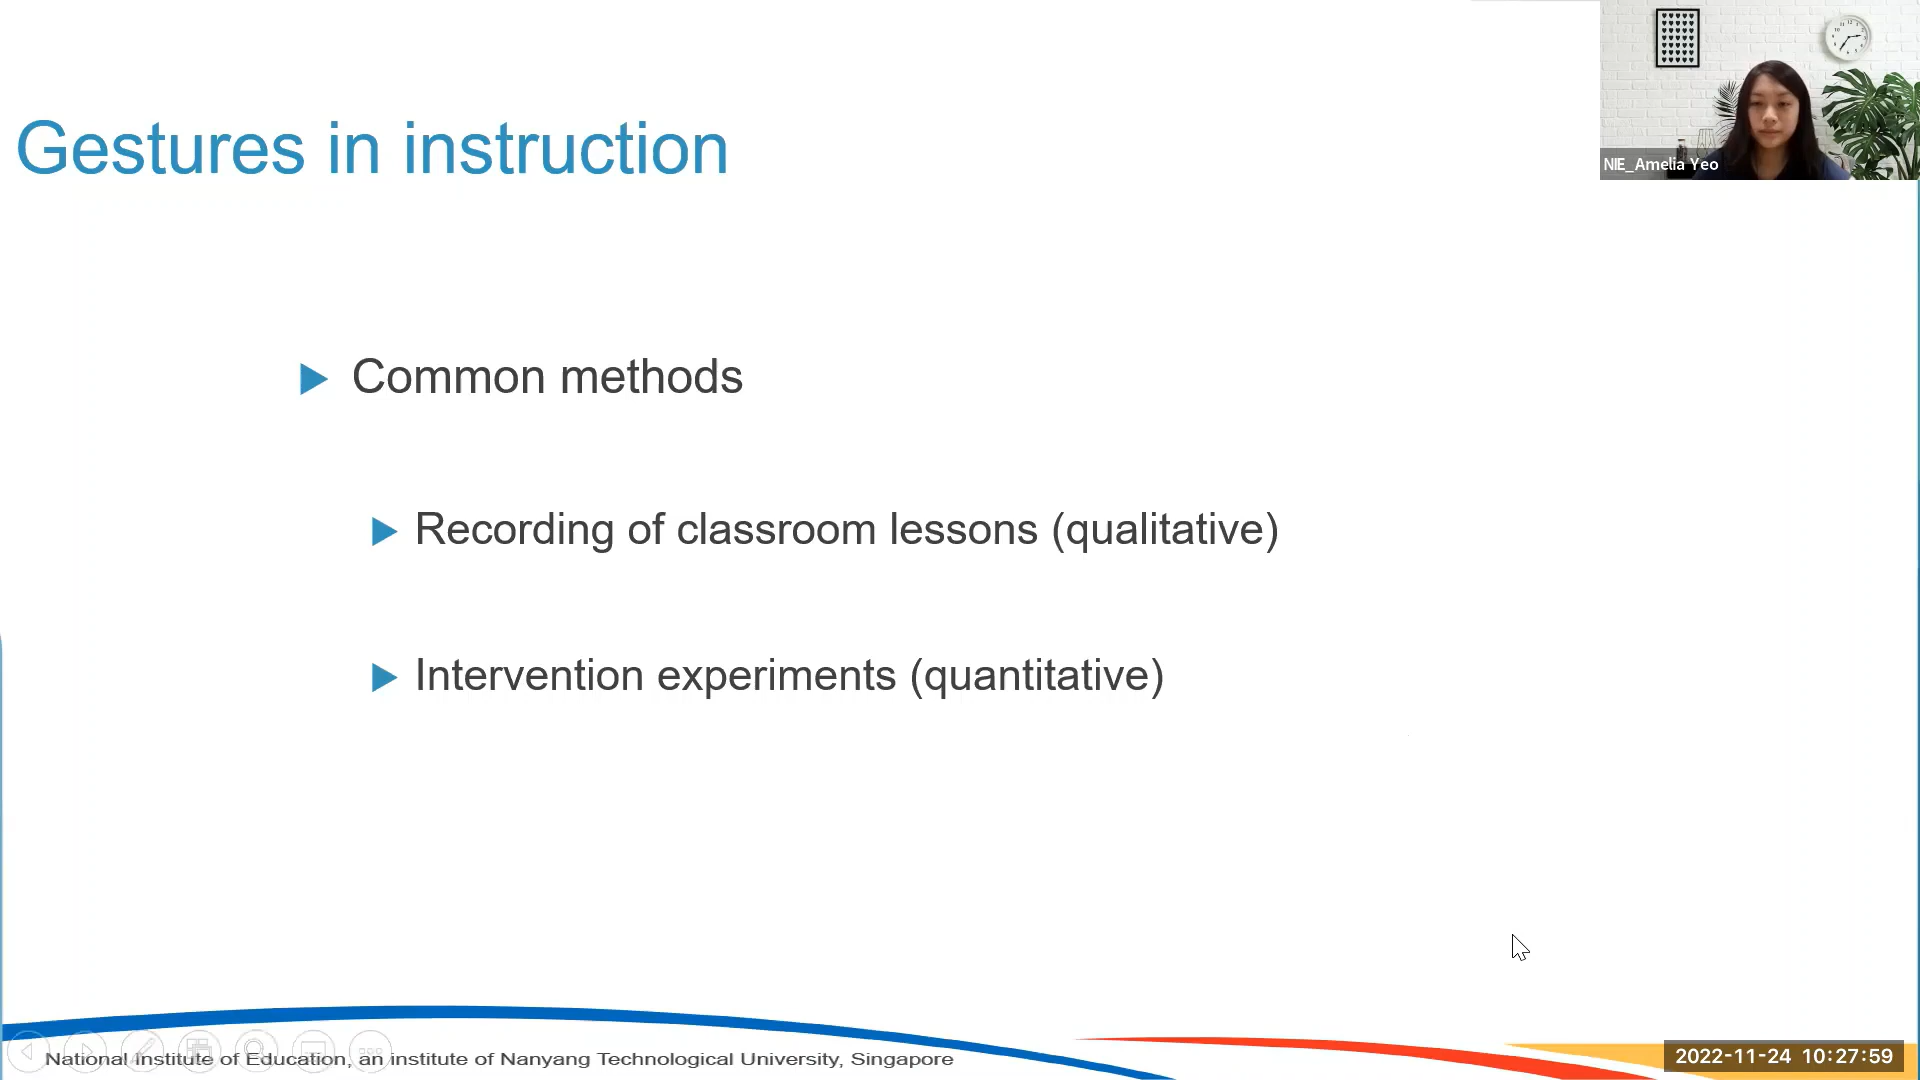 Gestures in instruction
NIE_Amelia Yeo
Common methods
Recording of classroom lessons (qualitative)
Intervention experiments (quantitative)
National Institute of Education, an institute of Nanyang Technological University, Singapore
2022-11-24 10:27:59